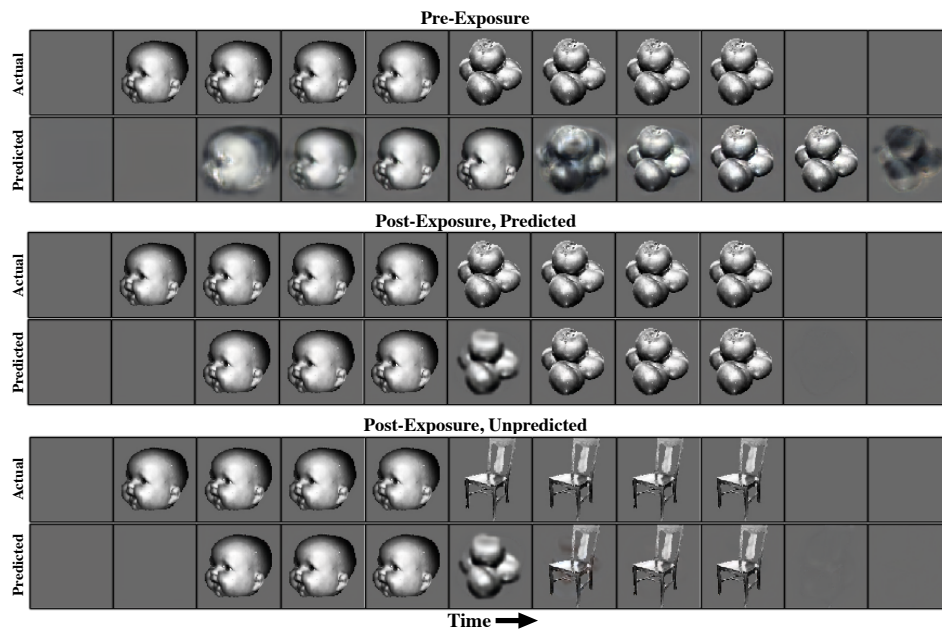 Pre-Exposure
Actual
Predicted
Post-Exposure, Predicted
Actual
Predicted
Post-Exposure, Unpredicted
Actual
Predicted
Time